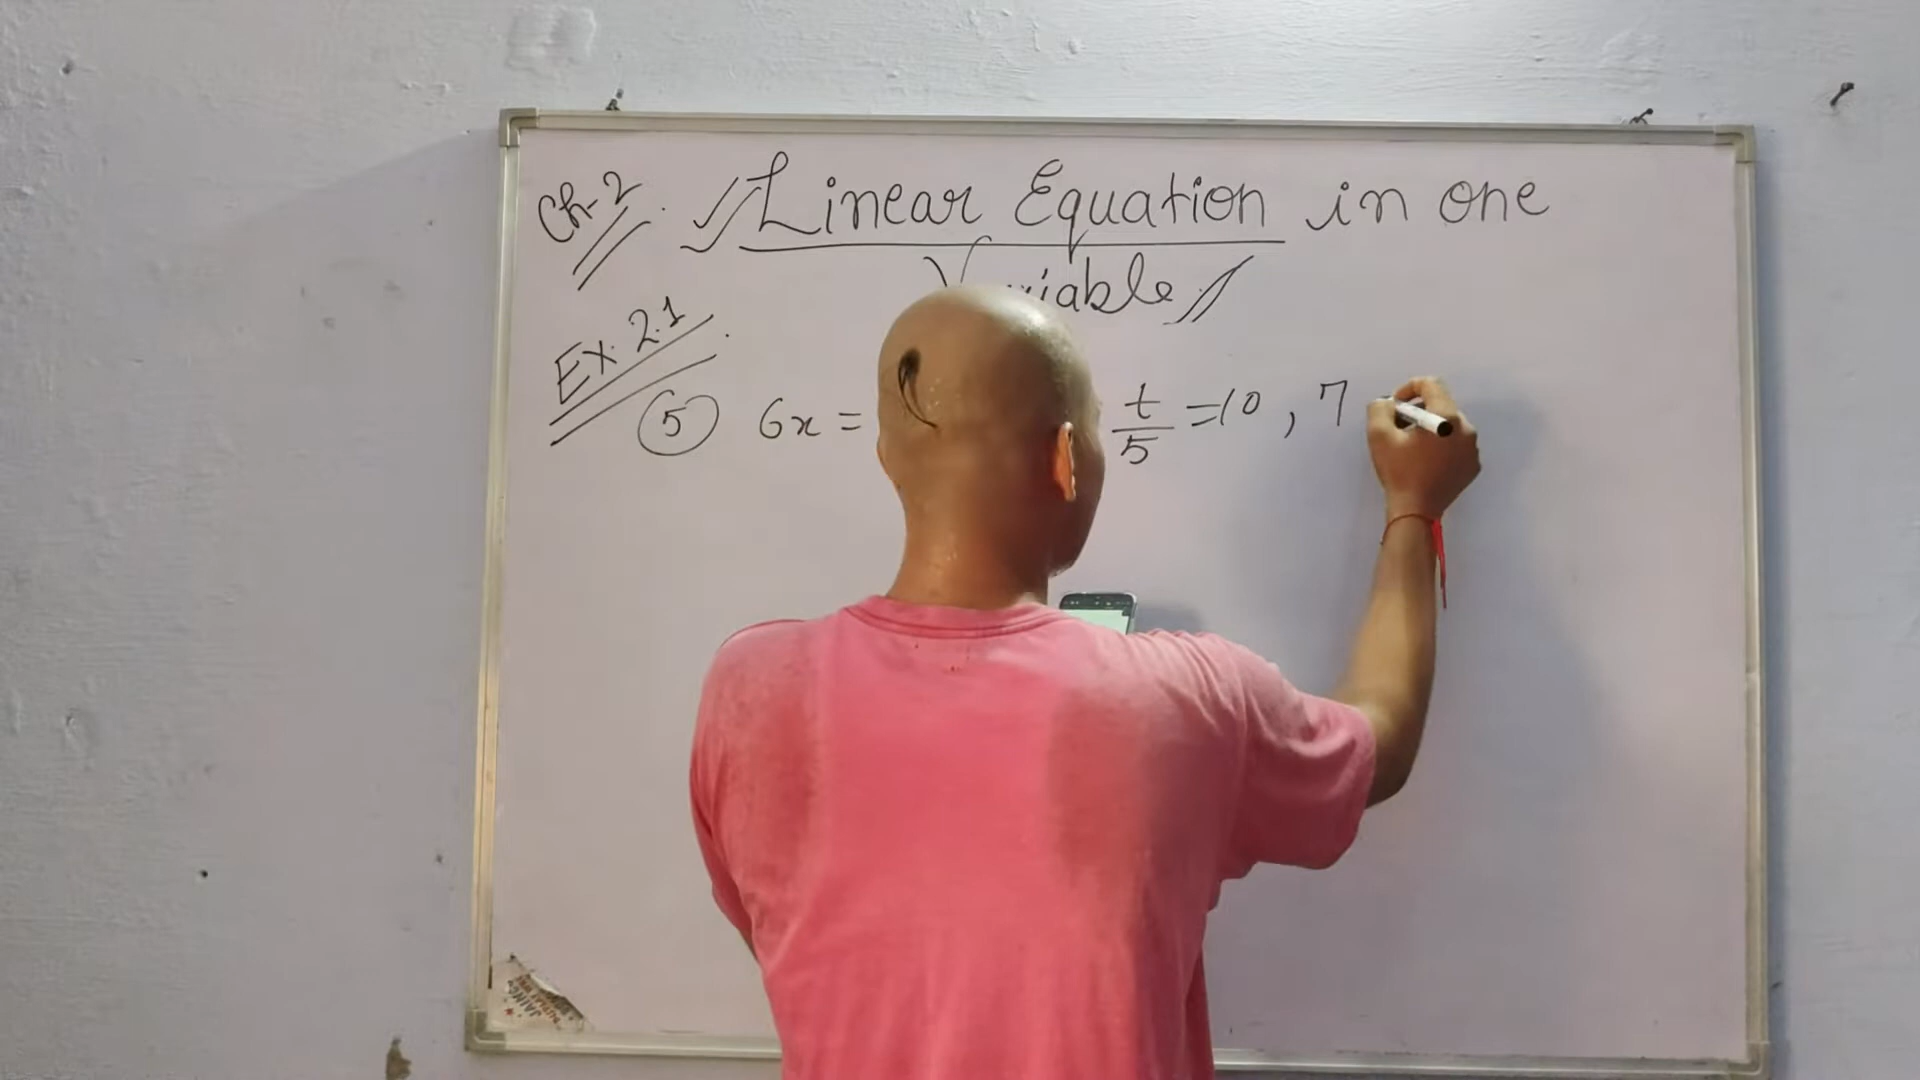 Ch-2. Linear Equation in one
Variable
Ex. 2.1
5 6x = t/5 = 10, 7